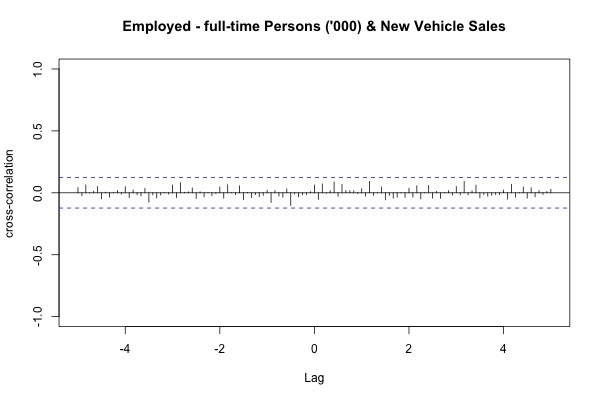 Employed - full-time Persons ('000) & New Vehicle Sales
cross-correlation
1.0
0.5
0.0
-0.5
-1.0
-4 -2 0 2 4
Lag